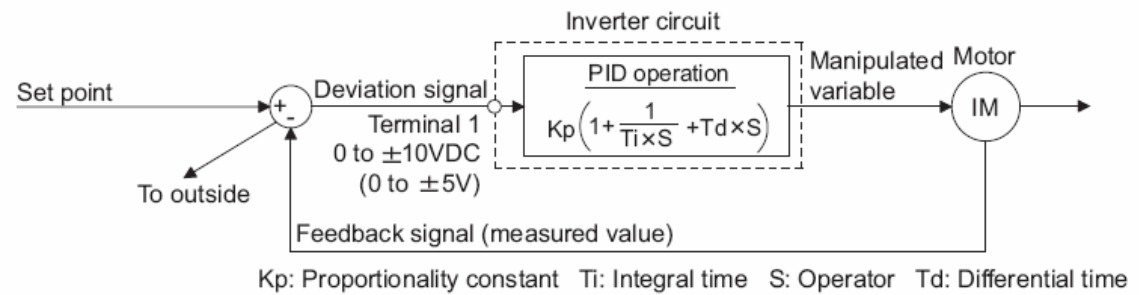 Inverter circuit
Set point
+
-
Deviation signal
Terminal 1
0 to ±10VDC
(0 to ±5V)
PID operation
Kp(1+ 1/Ti×S +Td×S)
Manipulated
variable
Motor
IM
To outside
Feedback signal (measured value)
Kp: Proportionality constant Ti: Integral time S: Operator Td: Differential time